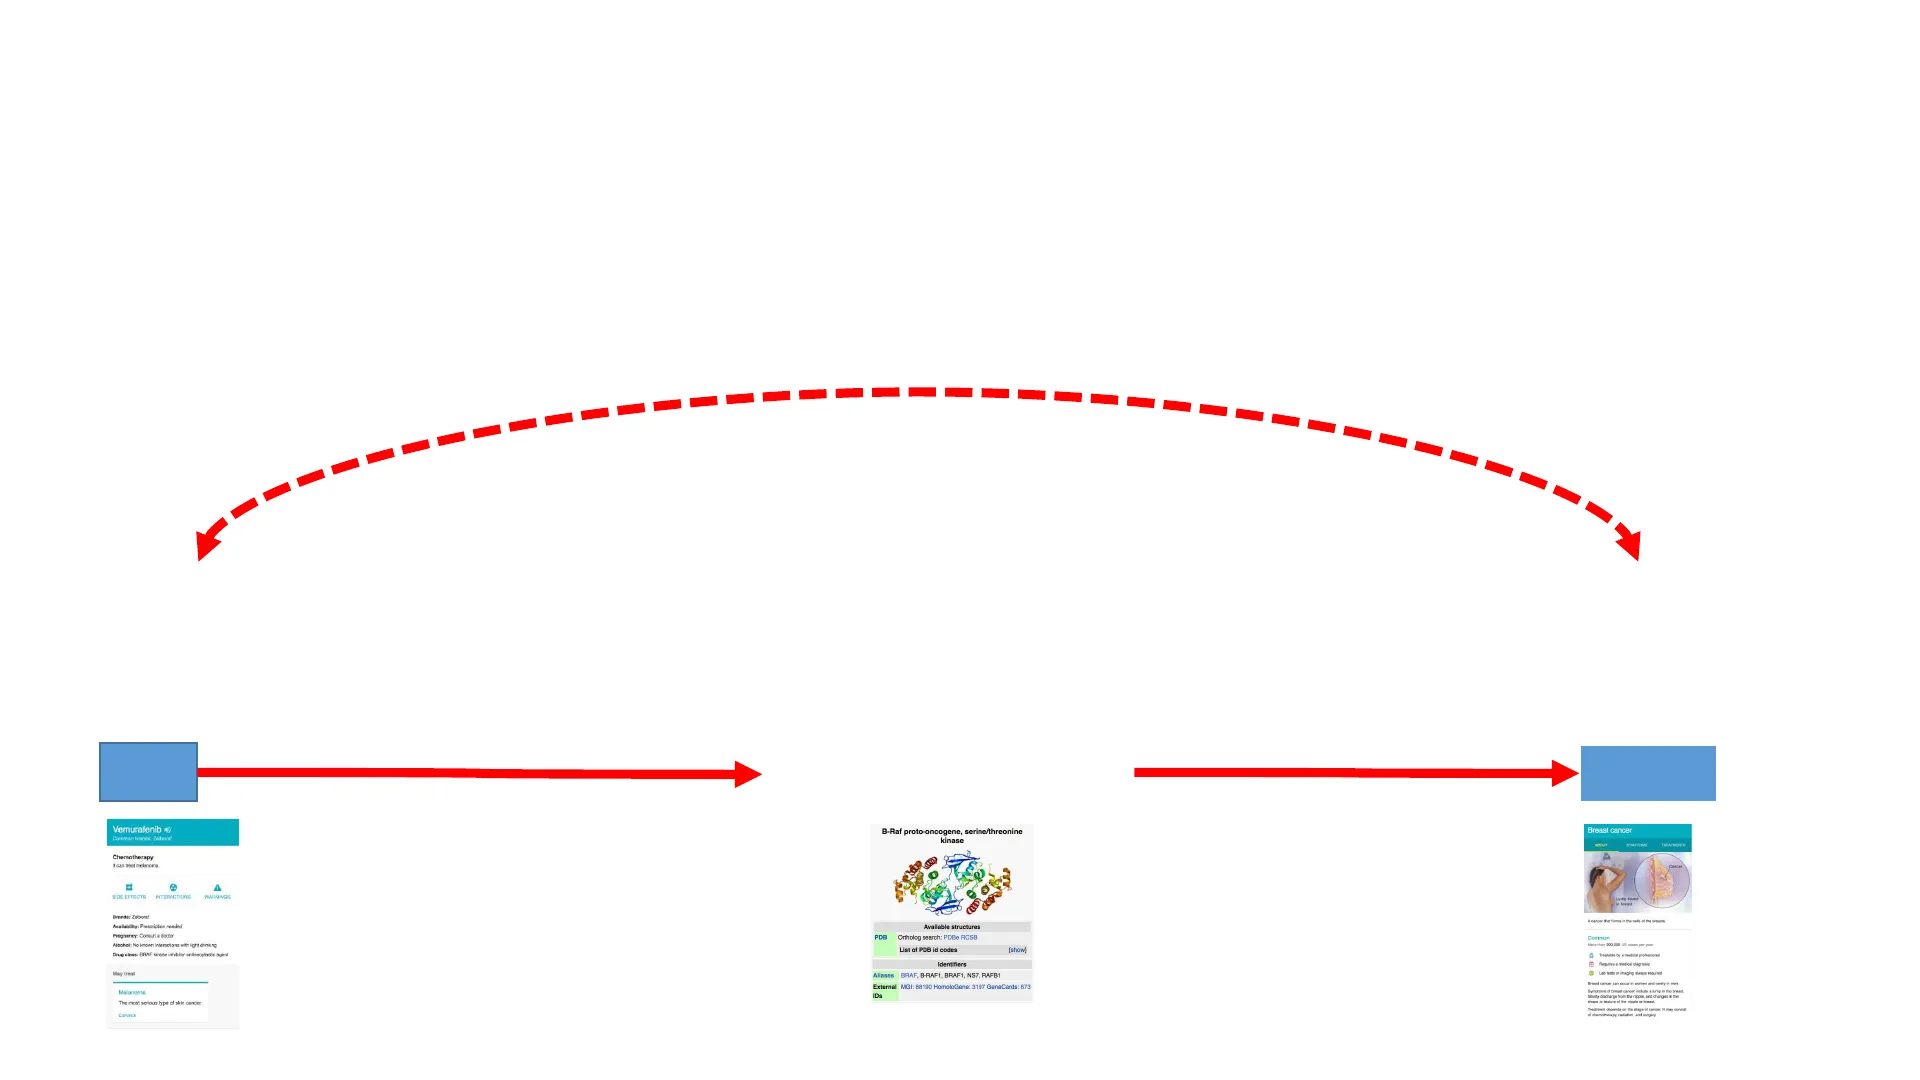 Vemurafenib
Common brands: Zelboraf
Chemotherapy
It can treat melanoma.
SIDE EFFECTS INTERACTIONS WARNINGS
Brands: Zelboraf
Availability: Prescription needed
Pregnancy: Consult a doctor
Alcohol: No known interactions with light drinking
Drug class: BRAF kinase inhibitor antineoplastic agent
May treat
Melanoma
The most serious type of skin cancer.
B-Raf proto-oncogene, serine/threonine
kinase
Available structures
PDB Ortholog search: PDBe RCSB
List of PDB id codes [show]
Identifiers
Aliases BRAF, B-RAF1, BRAF1, NS7, RAFB1
External MGI: 88190 HomoloGene: 3197 GeneCards: 673
IDs
Breast cancer
ABOUT SYMPTOMS TREATMENTS
Cancer
Lump found
in breast
A cancer that forms in the cells of the breasts.
Common
More than 200,000 US cases per year
Treatable by a medical professional
Requires a medical diagnosis
Lab tests or imaging always required
Breast cancer can occur in women and rarely in men.
Symptoms of breast cancer include a lump in the breast,
bloody discharge from the nipple, and changes in the
shape or texture of the nipple or breast.
Treatment depends on the stage of cancer. It may consist
of chemotherapy, radiation, and surgery.